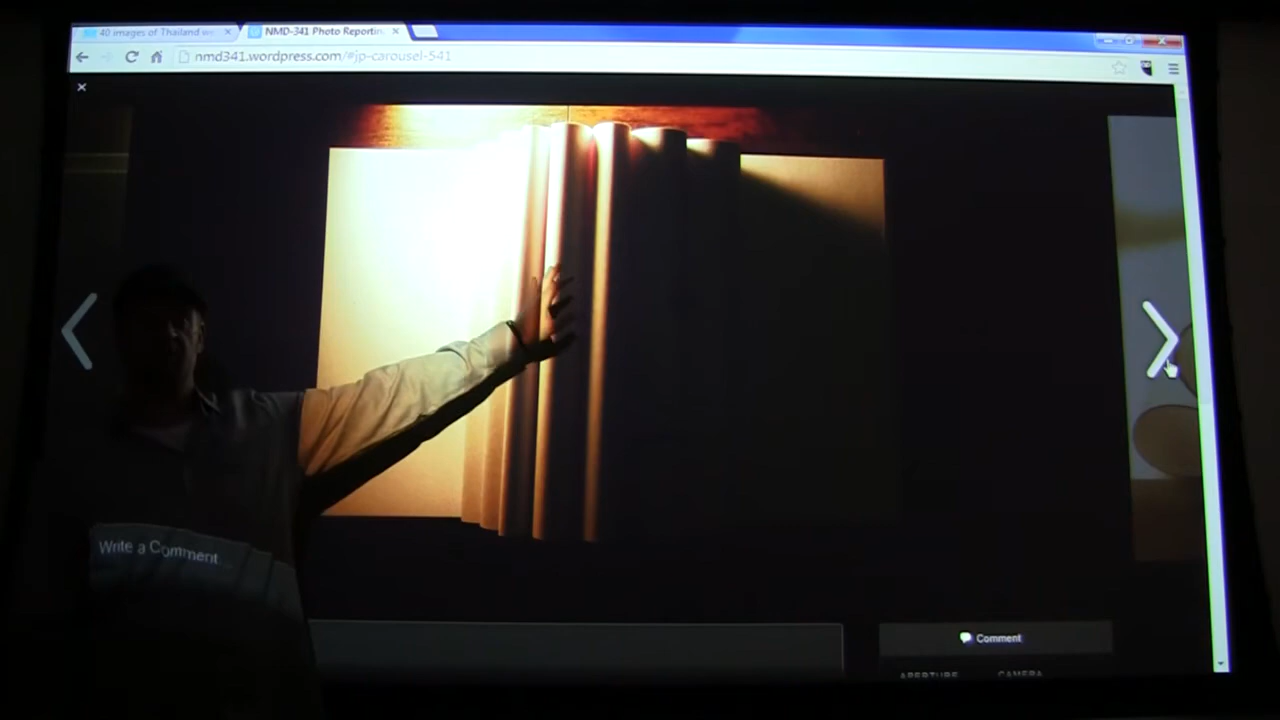 40 images of Thailand we
NMD-341 Photo Reportin
nmd341.wordpress.com/#jp-carousel-541
Write a Comment...
Comment
APERTURE CAMERA